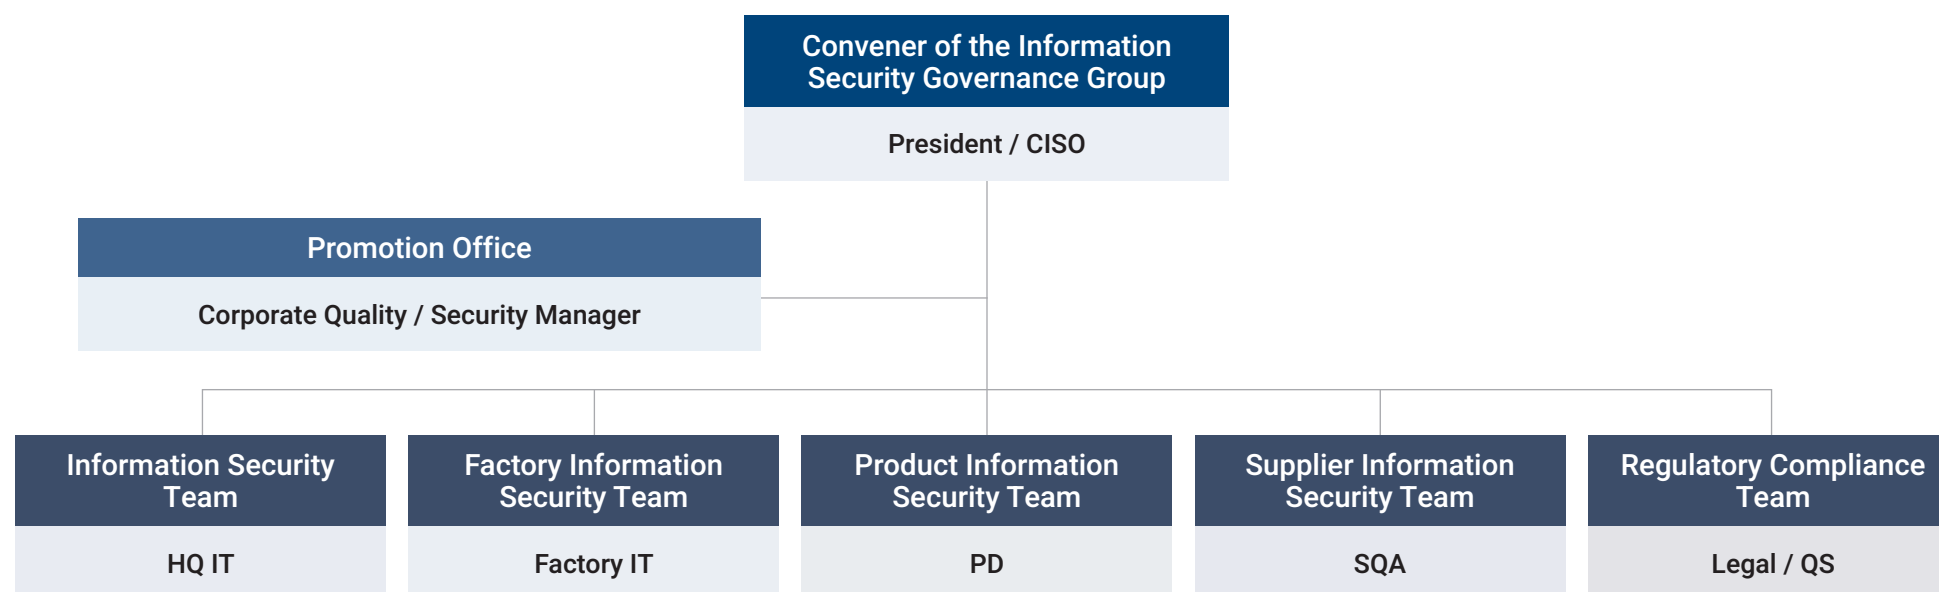 Convener of the Information
Security Governance Group
President / CISO
Promotion Office
Corporate Quality / Security Manager
Information Security
Team
HQ IT
Factory Information
Security Team
Factory IT
Product Information
Security Team
PD
Supplier Information
Security Team
SQA
Regulatory Compliance
Team
Legal / QS